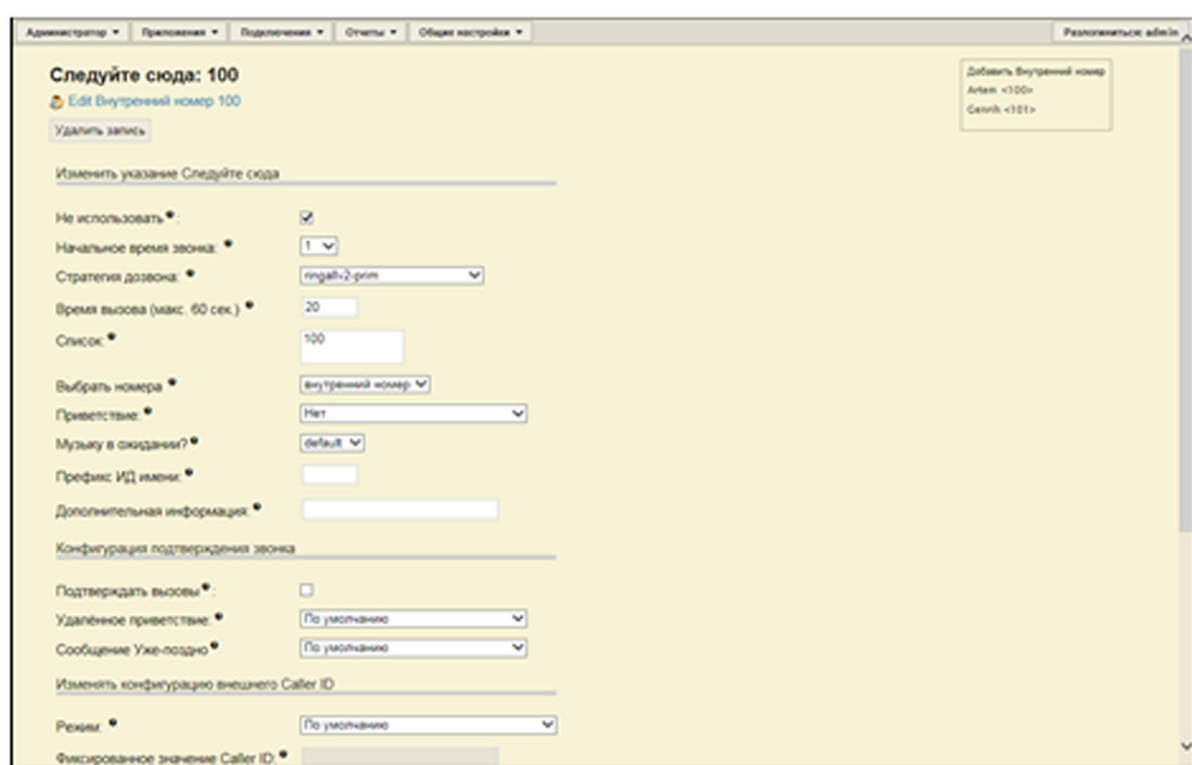 Администратор Приложения Подключения Отчеты Общие настройки Разлогиниться: admin
Следуйте сюда: 100
Edit Внутренний номер 100
Удалить запись
Добавить Внутренний номер
Artem <100>
Genrih <101>
Изменить указание Следуйте сюда
Не использовать :
Начальное время звонка: 1
Стратегия дозвона: ringallv2-prim
Время вызова (макс. 60 сек.) 20
Список: 100
Выбрать номера внутренний номер
Приветствие: Нет
Музыку в ожидании? default
Префикс ИД имени:
Дополнительная информация:
Конфигурация подтверждения звонка
Подтверждать вызовы :
Удалённое приветствие: По умолчанию
Сообщение Уже-поздно По умолчанию
Изменять конфигурацию внешнего Caller ID
Режим: По умолчанию
Фиксированное значение Caller ID: